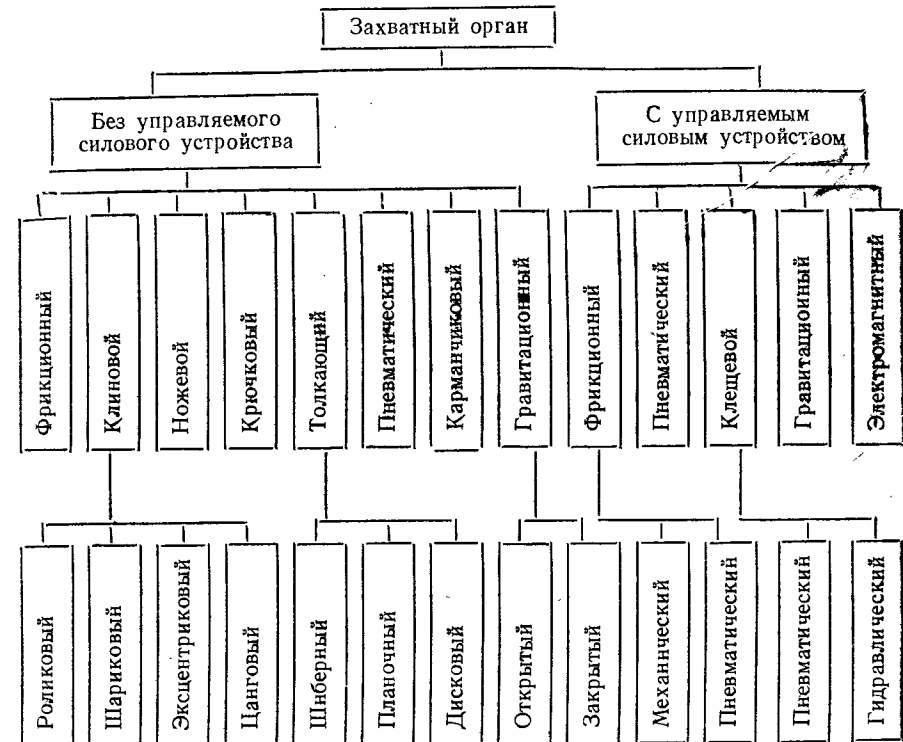 Захватный орган
Без управляемого
силового устройства
С управляемым
силовым устройством
Фрикционный
Клиновой
Ножевой
Крючковый
Толкающий
Пневматический
Карманчиковый
Гравитационный
Фрикционный
Пневматический
Клещевой
Гравитационный
Электромагнитный
Роликовый
Шариковый
Эксцентриковый
Цанговый
Шиберный
Планочный
Дисковый
Открытый
Закрытый
Механический
Пневматический
Пневматический
Гидравлический